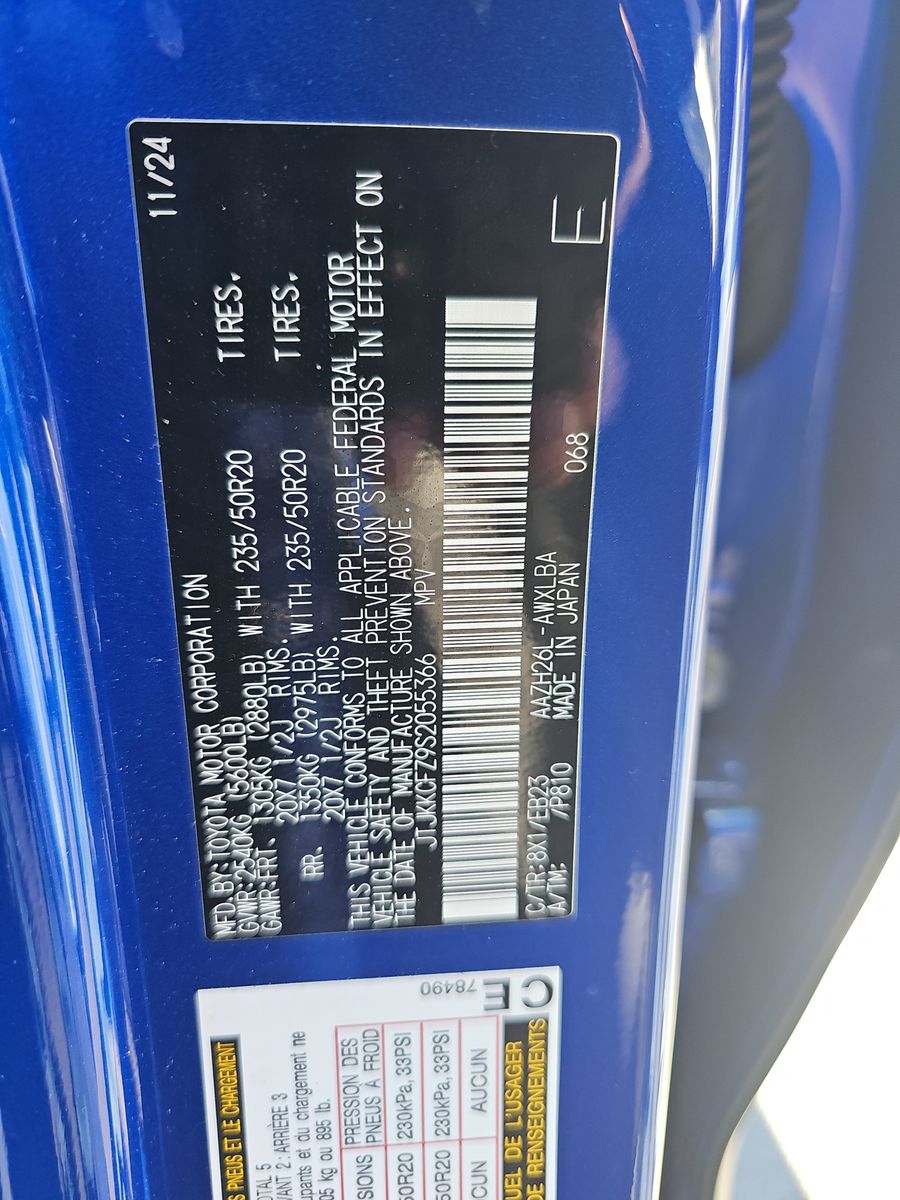 11/24
MFD.BY:TOYOTA MOTOR CORPORATION
GVWR:2540KG (5600LB)
GAWR:FRT. 1305KG (2880LB) WITH 235/50R20 TIRES.
20X7 1/2J RIMS.
RR. 1350KG (2975LB) WITH 235/50R20 TIRES.
20X7 1/2J RIMS.
THIS VEHICLE CONFORMS TO ALL APPLICABLE FEDERAL MOTOR
VEHICLE SAFETY AND THEFT PREVENTION STANDARDS IN EFFECT ON
THE DATE OF MANUFACTURE SHOWN ABOVE.
JTJKKCFZ9S2055366 MPV
C/TR:8X1/EB23 AAZH26L-AWXLBA
A/TM: /P810 MADE IN JAPAN 068
E
PNEUS ET LE CHARGEMENT
TOTAL 5
AVANT 2: ARRIÈRE 3
et du chargement ne
kg ou 895 lb.
PRESSION DES
PNEUS À FROID
50R20 230kPa, 33PSI
50R20 230kPa, 33PSI
AUCUN
DE L'USAGER
DE RENSEIGNEMENTS
78490
CE